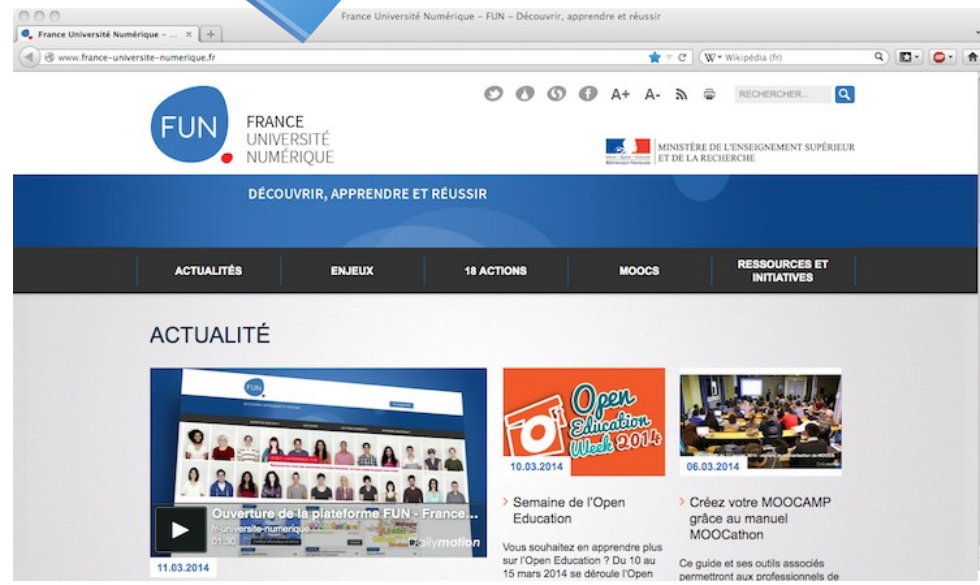 France Université Numérique – FUN – Découvrir, apprendre et réussir
France Université Numérique – ...
www.france-universite-numerique.fr
Wikipédia (fr)
A+ A-
RECHERCHER...
FUN
FRANCE
UNIVERSITÉ
NUMÉRIQUE
MINISTÈRE DE L'ENSEIGNEMENT SUPÉRIEUR
ET DE LA RECHERCHE
DÉCOUVRIR, APPRENDRE ET RÉUSSIR
ACTUALITÉS
ENJEUX
18 ACTIONS
MOOCS
RESSOURCES ET
INITIATIVES
ACTUALITÉ
FUN
Ouverture de la plateforme FUN - France...
fr-universite-numerique
01:30
Dailymotion
11.03.2014
Open
Education
Week 2014
10.03.2014
Semaine de l'Open
Education
Vous souhaitez en apprendre plus
sur l'Open Education ? Du 10 au
15 mars 2014 se déroule l'Open
06.03.2014
Créez votre MOOCAMP
grâce au manuel
MOOCathon
Ce guide et ses outils associés
permettront aux professionnels de